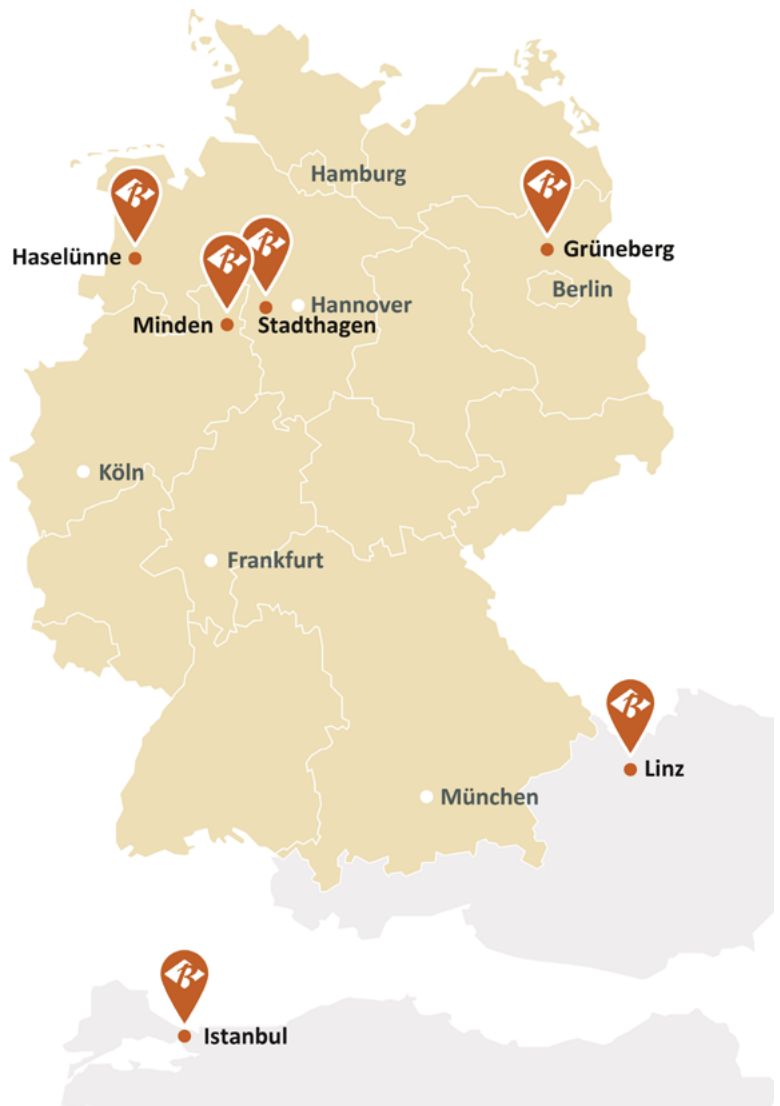 Hamburg
Haselünne
Grüneberg
Berlin
Hannover
Minden
Stadthagen
Köln
Frankfurt
Linz
München
Istanbul